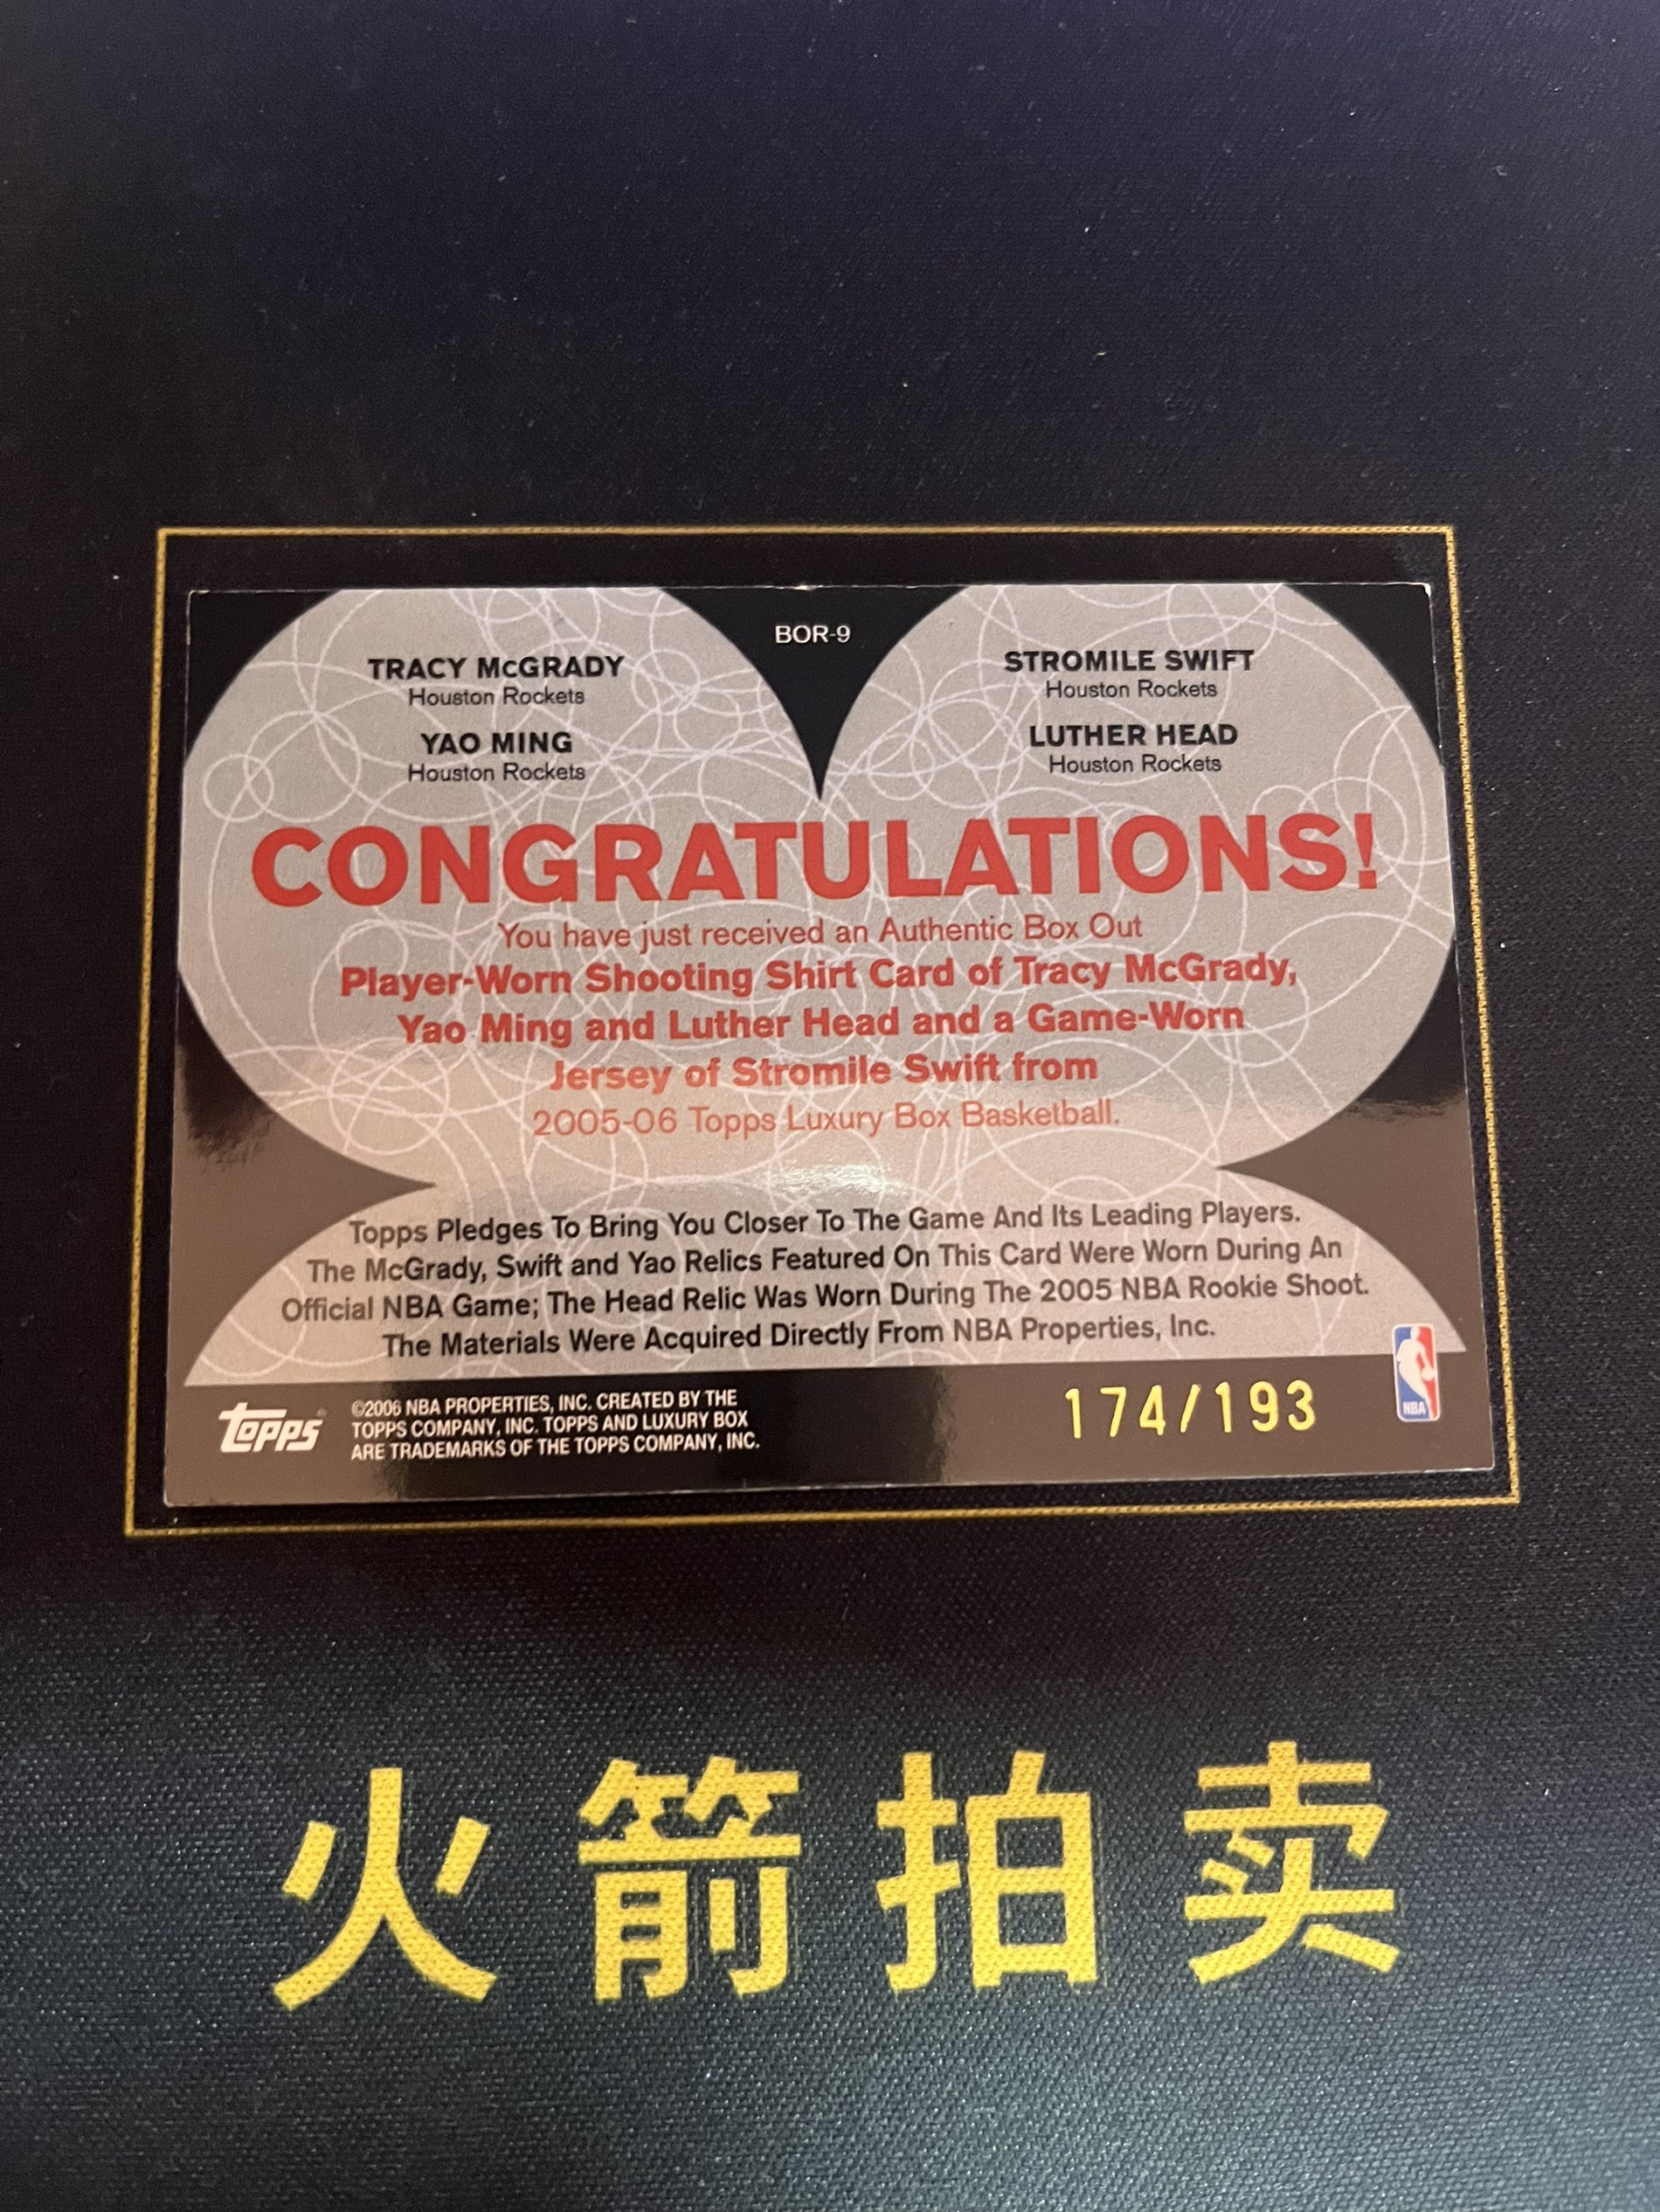 BOR-9
TRACY McGRADY
Houston Rockets
YAO MING
Houston Rockets
STROMILE SWIFT
Houston Rockets
LUTHER HEAD
Houston Rockets
CONGRATULATIONS!
You have just received an Authentic Box Out
Player-Worn Shooting Shirt Card of Tracy McGrady,
Yao Ming and Luther Head and a Game-Worn
Jersey of Stromile Swift from
2005-06 Topps Luxury Box Basketball.
Topps Pledges To Bring You Closer To The Game And Its Leading Players.
The McGrady, Swift and Yao Relics Featured On This Card Were Worn During An
Official NBA Game; The Head Relic Was Worn During The 2005 NBA Rookie Shoot.
The Materials Were Acquired Directly From NBA Properties, Inc.
topps®
©2006 NBA PROPERTIES, INC. CREATED BY THE
TOPPS COMPANY, INC. TOPPS AND LUXURY BOX
ARE TRADEMARKS OF THE TOPPS COMPANY, INC.
174/193
NBA
火箭拍卖